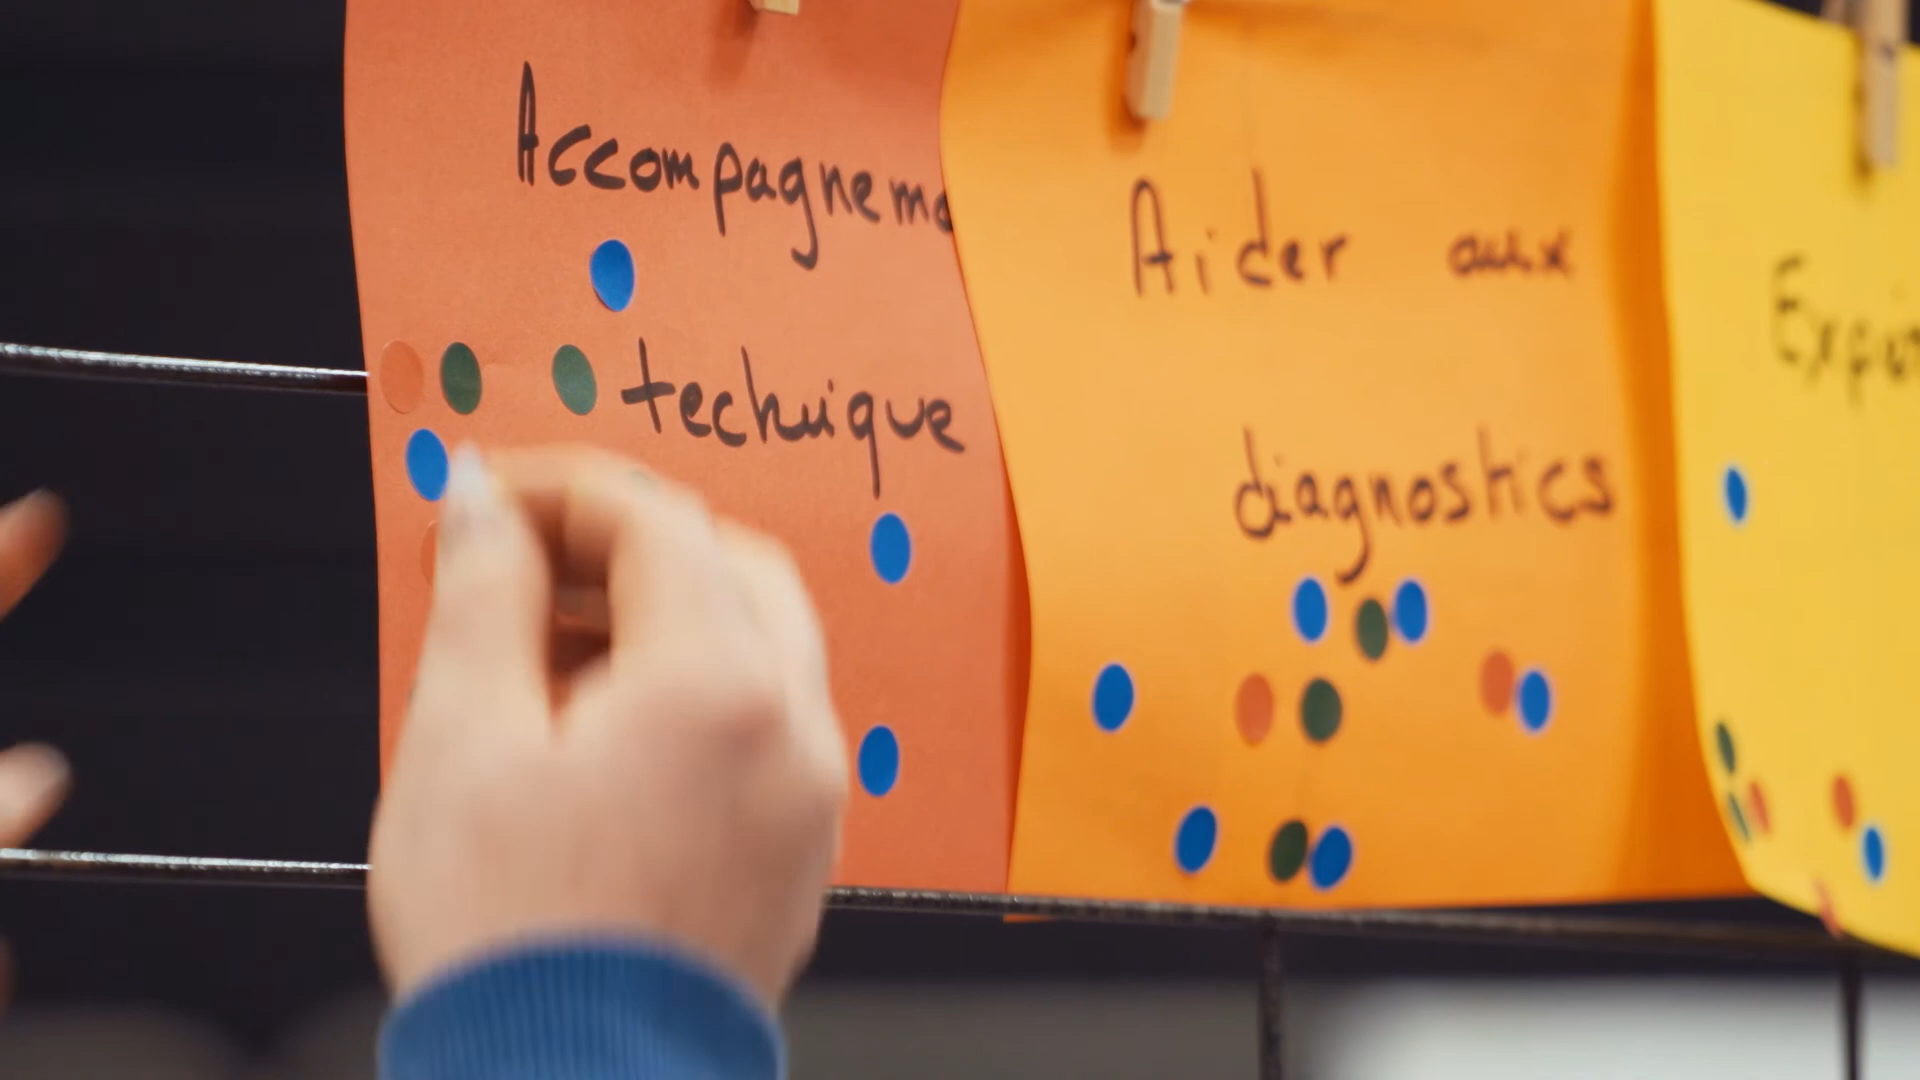 Accompagneme
technique
Aider aux
diagnostics